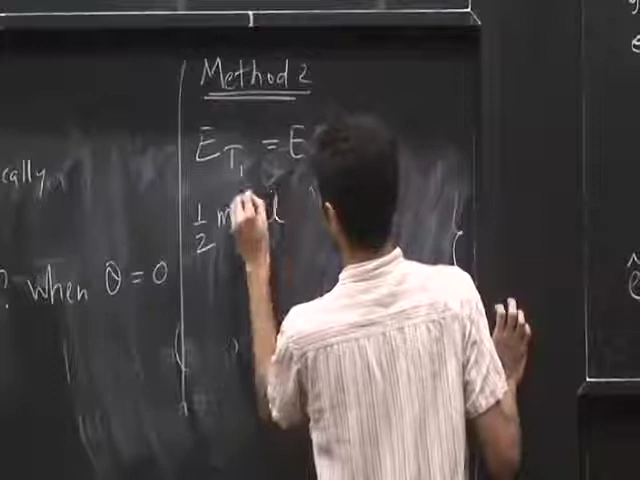 Method 2
E_T₁ = E
½ m
cally
? when θ = 0